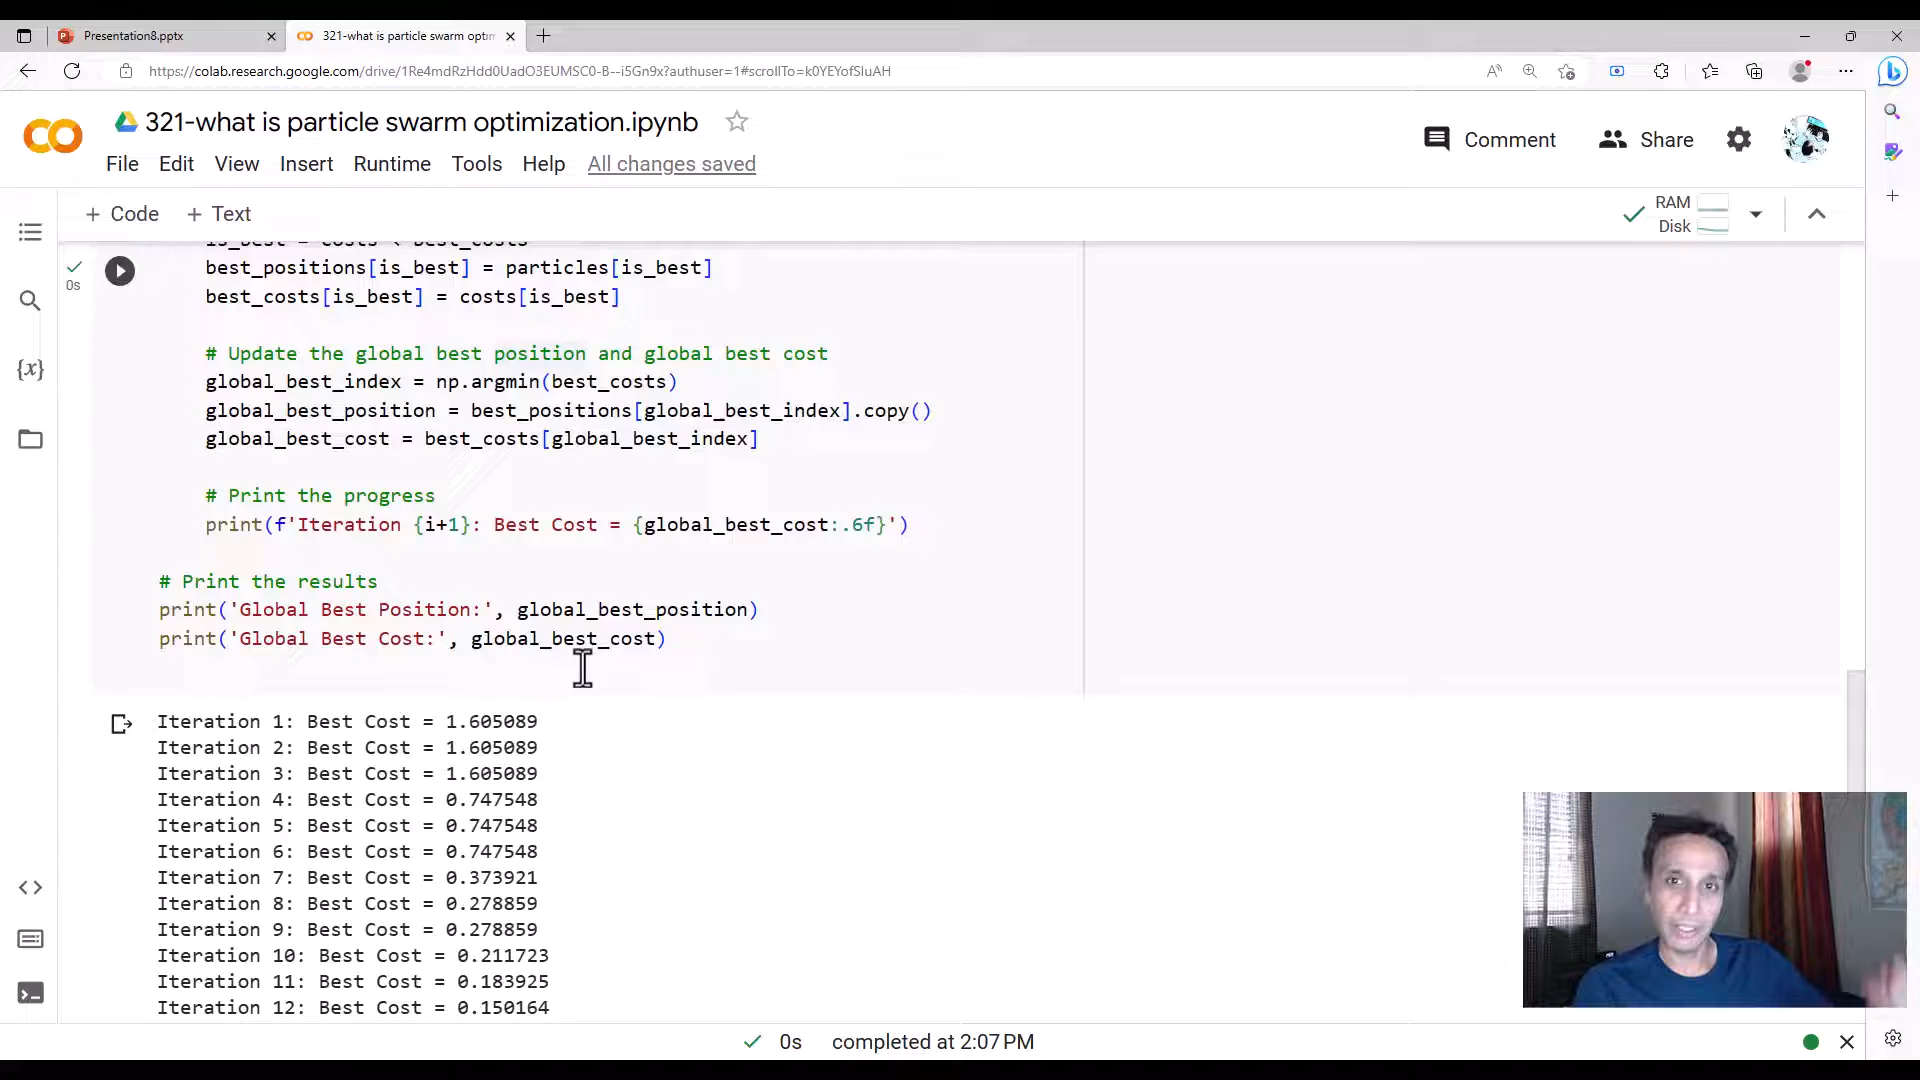 Presentation8.pptx
321-what is particle swarm optim
https://colab.research.google.com/drive/1Re4mdRzHdd0UadO3EUMSC0-B--i5Gn9x?authuser=1#scrollTo=k0YEYofSIuAH
321-what is particle swarm optimization.ipynb
Comment
Share
File Edit View Insert Runtime Tools Help All changes saved
+ Code + Text
RAM
Disk
is_best = costs < best_costs
0s
best_positions[is_best] = particles[is_best]
best_costs[is_best] = costs[is_best]
# Update the global best position and global best cost
global_best_index = np.argmin(best_costs)
global_best_position = best_positions[global_best_index].copy()
global_best_cost = best_costs[global_best_index]
# Print the progress
print(f'Iteration {i+1}: Best Cost = {global_best_cost:.6f}')
# Print the results
print('Global Best Position:', global_best_position)
print('Global Best Cost:', global_best_cost)
Iteration 1: Best Cost = 1.605089
Iteration 2: Best Cost = 1.605089
Iteration 3: Best Cost = 1.605089
Iteration 4: Best Cost = 0.747548
Iteration 5: Best Cost = 0.747548
Iteration 6: Best Cost = 0.747548
Iteration 7: Best Cost = 0.373921
Iteration 8: Best Cost = 0.278859
Iteration 9: Best Cost = 0.278859
Iteration 10: Best Cost = 0.211723
Iteration 11: Best Cost = 0.183925
Iteration 12: Best Cost = 0.150164
0s completed at 2:07 PM